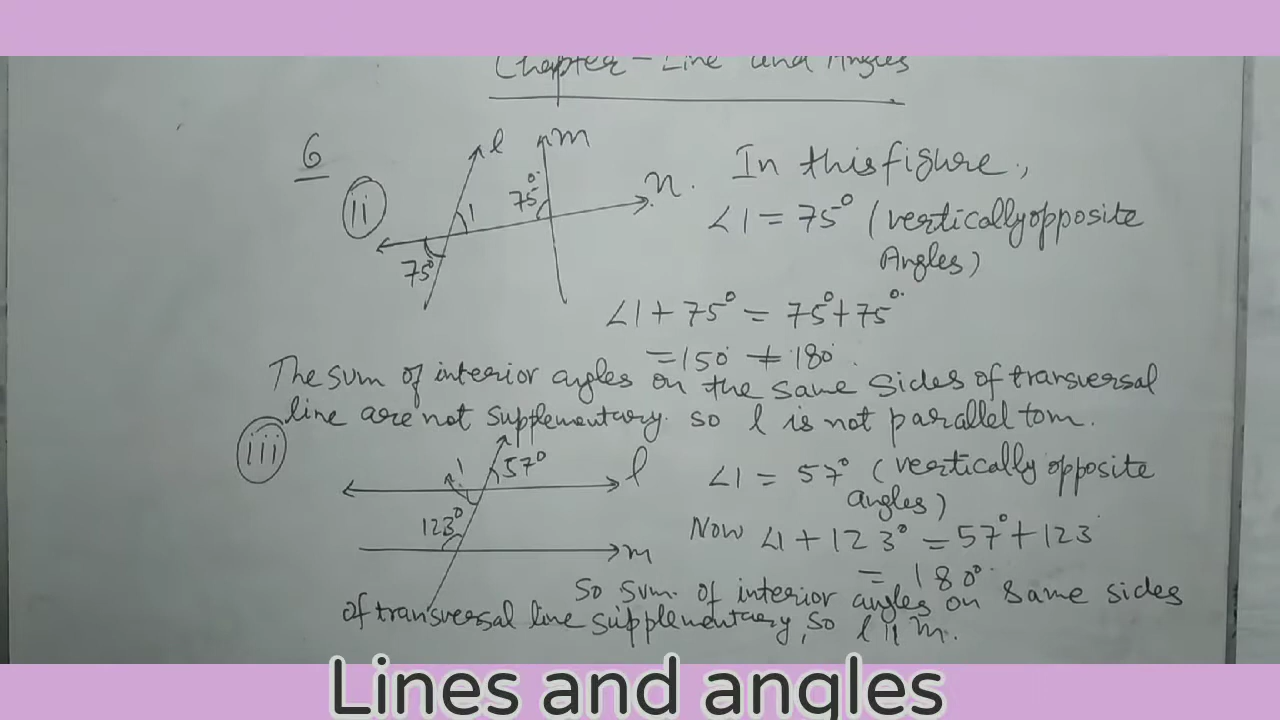 Chapter - Line and Angles
6
ii
l
m
n.
1
75°
75°
In this figure,
∠1 = 75° (vertically opposite
Angles)
∠1 + 75° = 75° + 75°
= 150 ≠ 180
The sum of interior agles on the same sides of transversal
line are not supplementary. so l is not parallel to m.
iii
1
57°
l
123°
m
∠1 = 57° (vertically opposite
angles)
Now ∠1 + 123° = 57° + 123
= 180°
So sum of interior angles on same sides
of transversal line supplementary, so l || m.
Lines and angles